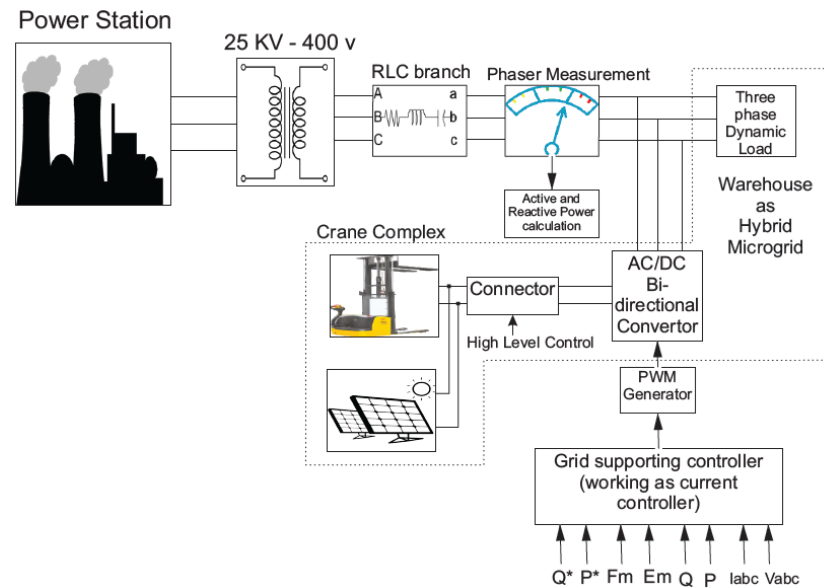 Power Station
25 KV - 400 v
RLC branch
Phaser Measurement
A
a
B
b
C
c
Three
phase
Dynamic
Load
Active and
Reactive Power
calculation
Warehouse
as
Hybrid
Microgrid
Crane Complex
Connector
High Level Control
AC/DC
Bi-
directional
Convertor
PWM
Generator
Grid supporting controller
(working as current
controller)
Q* P* Fm Em Q P Iabc Vabc